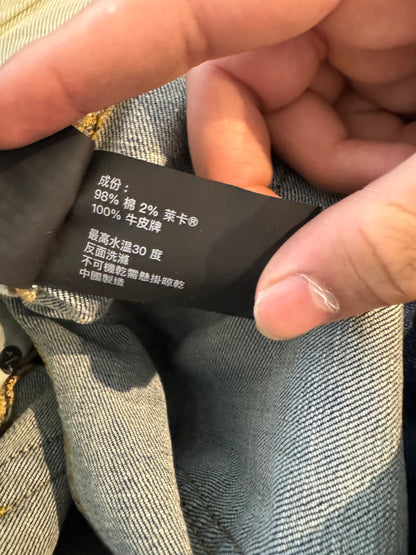 成份：
98% 棉 2% 萊卡®
100% 牛皮牌
最高水溫30 度
反面洗滌
不可機乾需懸掛晾乾
中國製造